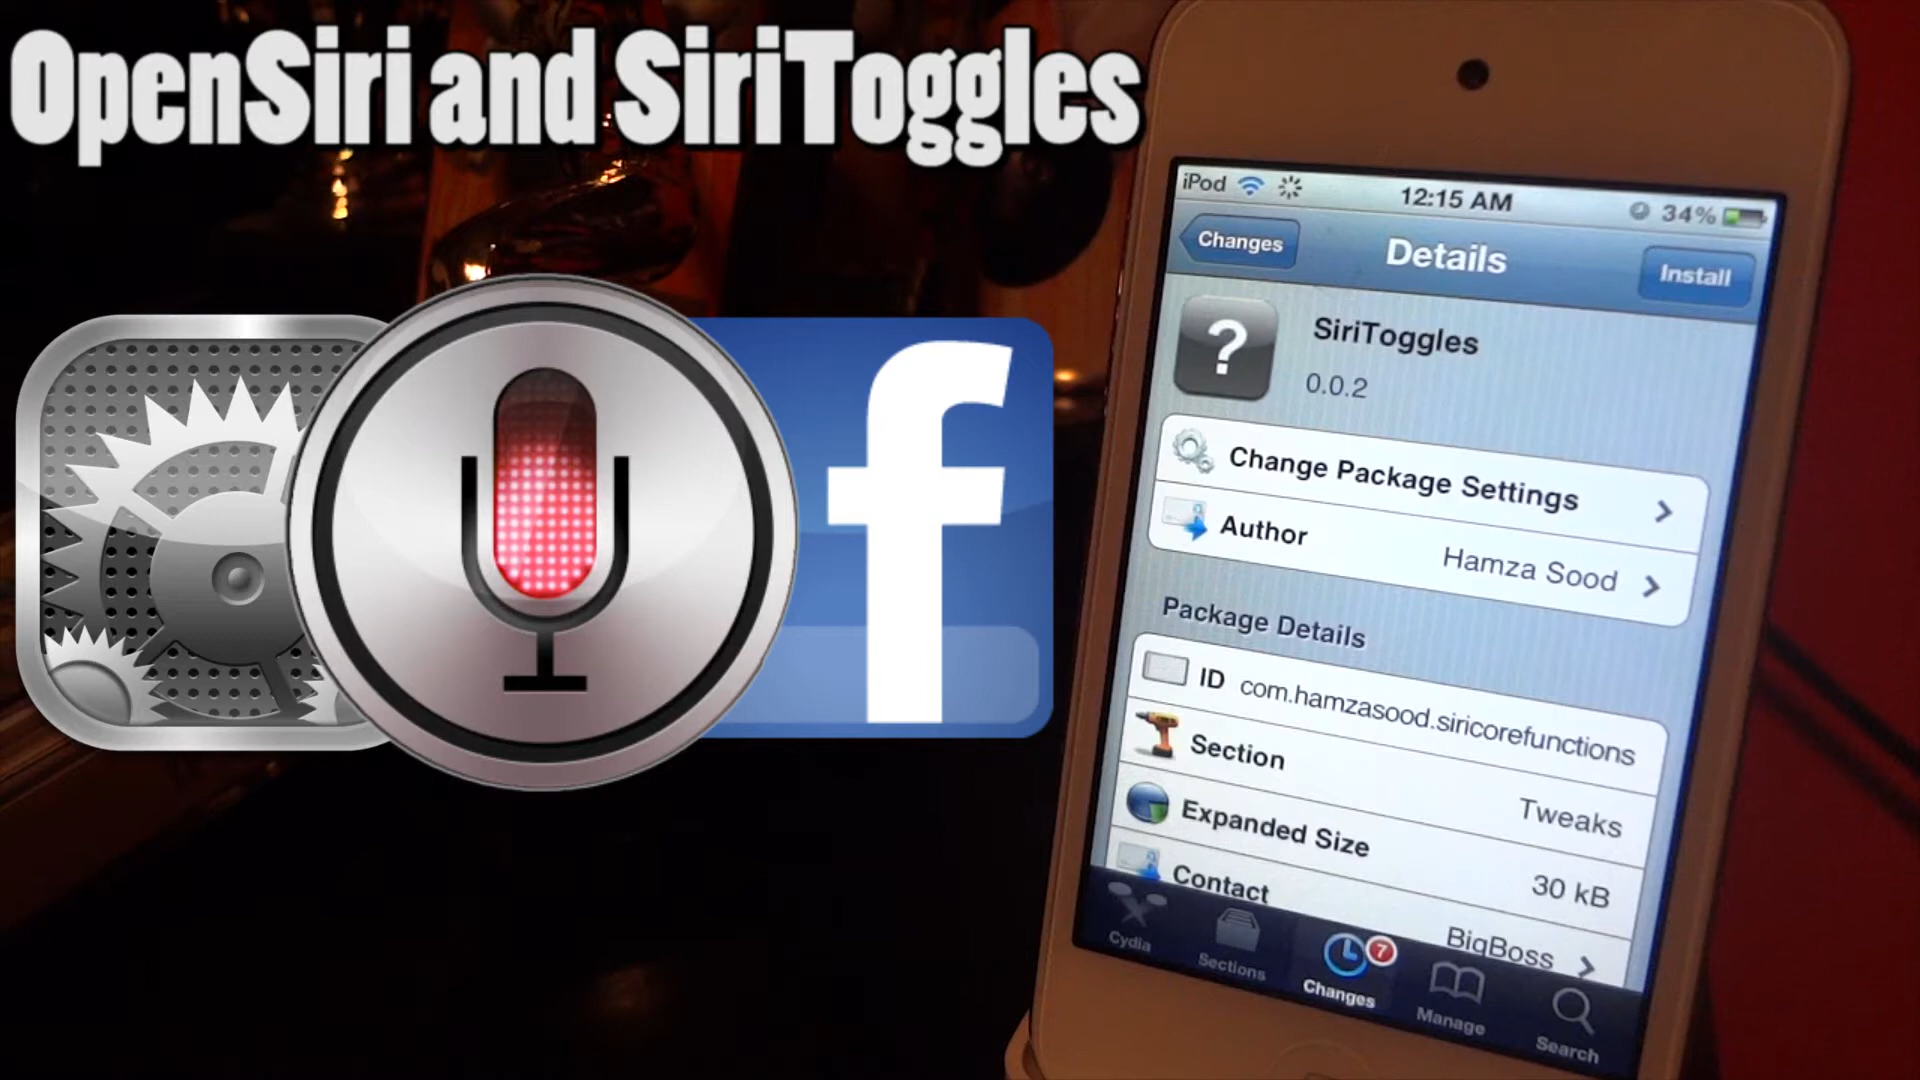 OpenSiri and SiriToggles
iPod
12:15 AM
34%
Changes
Details
Install
?
SiriToggles
0.0.2
Change Package Settings
Author
Hamza Sood
Package Details
ID com.hamzasood.siricorefunctions
Section
Tweaks
Expanded Size
30 kB
Contact
BigBoss
f
Cydia
Sections
Changes
7
Manage
Search